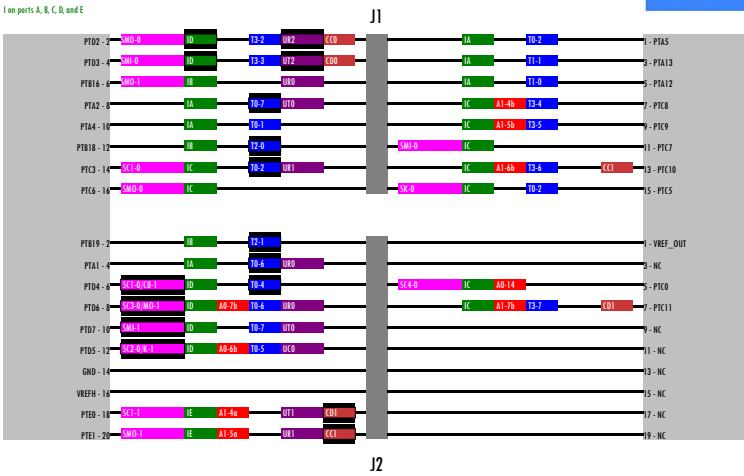 I on ports A, B, C, D, and E
J1
PTD2 - 2 SMO-0 ID T3-2 UR2 CC0 IA T0-2 1 - PTA5
PTD3 - 4 SMI-0 ID T3-3 UT2 CD0 IA T1-1 3 - PTA13
PTB16 - 6 SMO-1 IB UR0 IA T1-0 5 - PTA12
PTA2 - 8 IA T0-7 UT0 IC A1-4b T3-4 7 - PTC8
PTA4 - 10 IA T0-1 IC A1-5b T3-5 9 - PTC9
PTB18 - 12 IB T2-0 SMI-0 IC 11 - PTC7
PTC3 - 14 SC1-0 IC T0-2 UR1 IC A1-6b T3-6 CC1 13 - PTC10
PTC6 - 16 SMO-0 IC SK-0 IC T0-2 15 - PTC5
PTB19 - 2 IB T2-1 1 - VREF_OUT
PTA1 - 4 IA T0-6 UR0 3 - NC
PTD4 - 6 SC1-0/C0-1 ID T0-4 SC4-0 IC A0-14 5 - PTC0
PTD6 - 8 SC3-0/MO-1 ID A0-7b T0-6 UR0 IC A1-7b T3-7 CD1 7 - PTC11
PTD7 - 10 SMI-1 ID T0-7 UT0 9 - NC
PTD5 - 12 SC2-0/K-1 ID A0-6b T0-5 UC0 11 - NC
GND - 14 13 - NC
VREFH - 16 15 - NC
PTE0 - 18 SC1-1 IE A1-4a UT1 CD1 17 - NC
PTE1 - 20 SMO-1 IE A1-5a UR1 CC1 19 - NC
J2